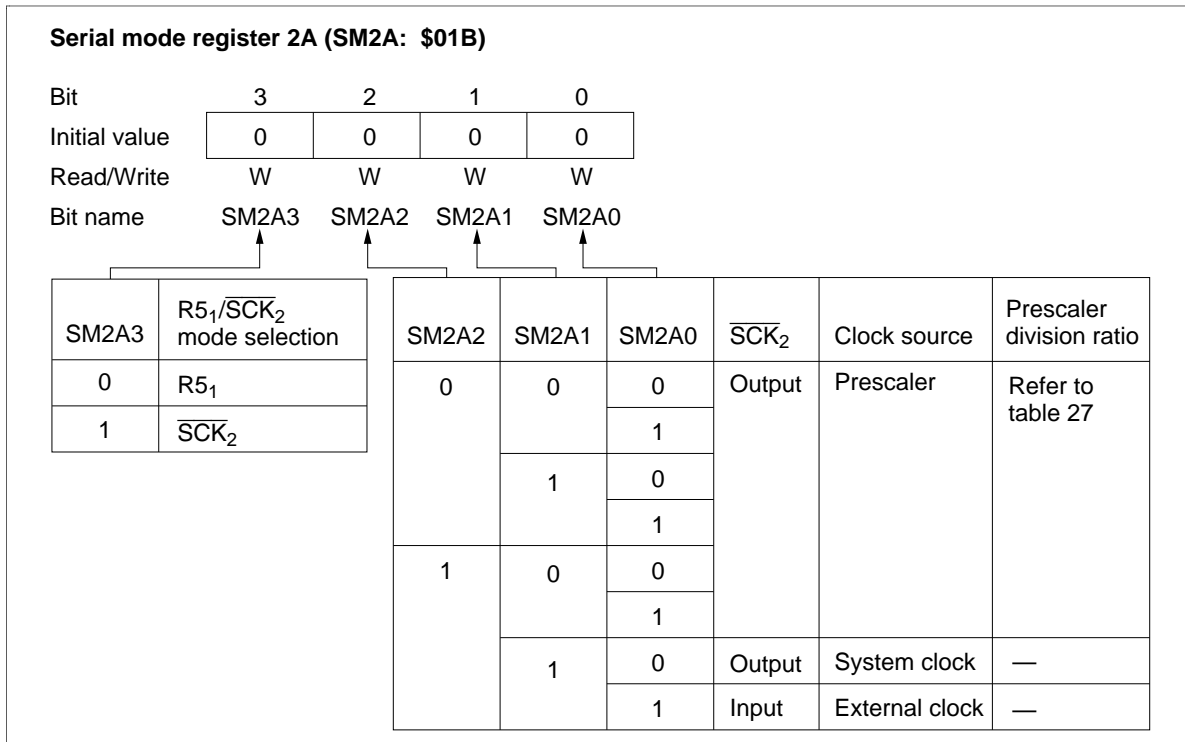 Serial mode register 2A (SM2A: $01B)
Bit 3 2 1 0
Initial value 0 0 0 0
Read/Write W W W W
Bit name SM2A3 SM2A2 SM2A1 SM2A0
SM2A3 R5₁/S̅C̅K̅₂ mode selection
0 R5₁
1 S̅C̅K̅₂
SM2A2 SM2A1 SM2A0 S̅C̅K̅₂ Clock source Prescaler division ratio
0 0 0 Output Prescaler Refer to table 27
1
1 0
1
1 0 0
1
1 0 Output System clock —
1 Input External clock —